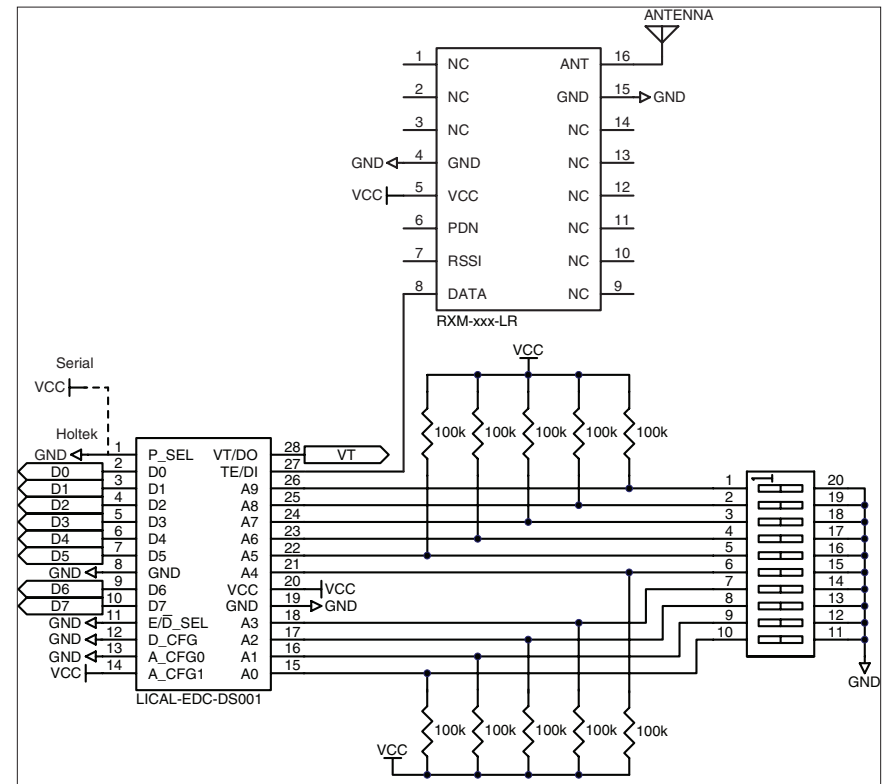 ANTENNA
1 NC ANT 16
2 NC GND 15 GND
3 NC NC 14
GND 4 GND NC 13
VCC 5 VCC NC 12
6 PDN NC 11
7 RSSI NC 10
8 DATA NC 9
RXM-xxx-LR
VCC
Serial
VCC
100k 100k 100k 100k 100k
Holtek
GND 1 P_SEL VT/DO 28 VT
D0 2 D0 TE/DI 27
D1 3 D1 A9 26 1 20
D2 4 D2 A8 25 2 19
D3 5 D3 A7 24 3 18
D4 6 D4 A6 23 4 17
D5 7 D5 A5 22 5 16
GND 8 GND A4 21 6 15
D6 9 D6 VCC 20 VCC 7 14
D7 10 D7 GND 19 GND 8 13
GND 11 E/D_SEL A3 18 9 12
GND 12 D_CFG A2 17 10 11
GND 13 A_CFG0 A1 16
VCC 14 A_CFG1 A0 15
GND
LICAL-EDC-DS001
100k 100k 100k 100k 100k
VCC